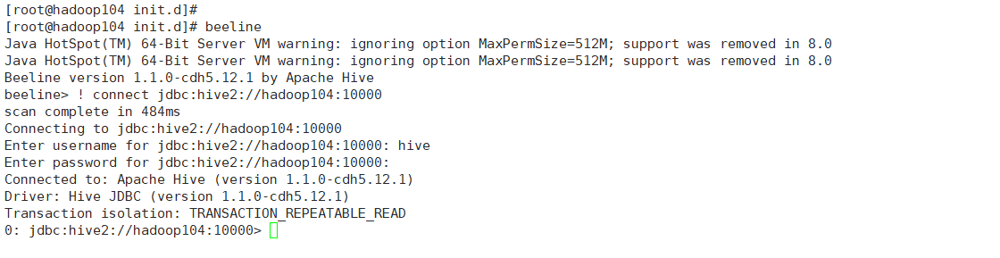 [root@hadoop104 init.d]#
[root@hadoop104 init.d]# beeline
Java HotSpot(TM) 64-Bit Server VM warning: ignoring option MaxPermSize=512M; support was removed in 8.0
Java HotSpot(TM) 64-Bit Server VM warning: ignoring option MaxPermSize=512M; support was removed in 8.0
Beeline version 1.1.0-cdh5.12.1 by Apache Hive
beeline> ! connect jdbc:hive2://hadoop104:10000
scan complete in 484ms
Connecting to jdbc:hive2://hadoop104:10000
Enter username for jdbc:hive2://hadoop104:10000: hive
Enter password for jdbc:hive2://hadoop104:10000:
Connected to: Apache Hive (version 1.1.0-cdh5.12.1)
Driver: Hive JDBC (version 1.1.0-cdh5.12.1)
Transaction isolation: TRANSACTION_REPEATABLE_READ
0: jdbc:hive2://hadoop104:10000>